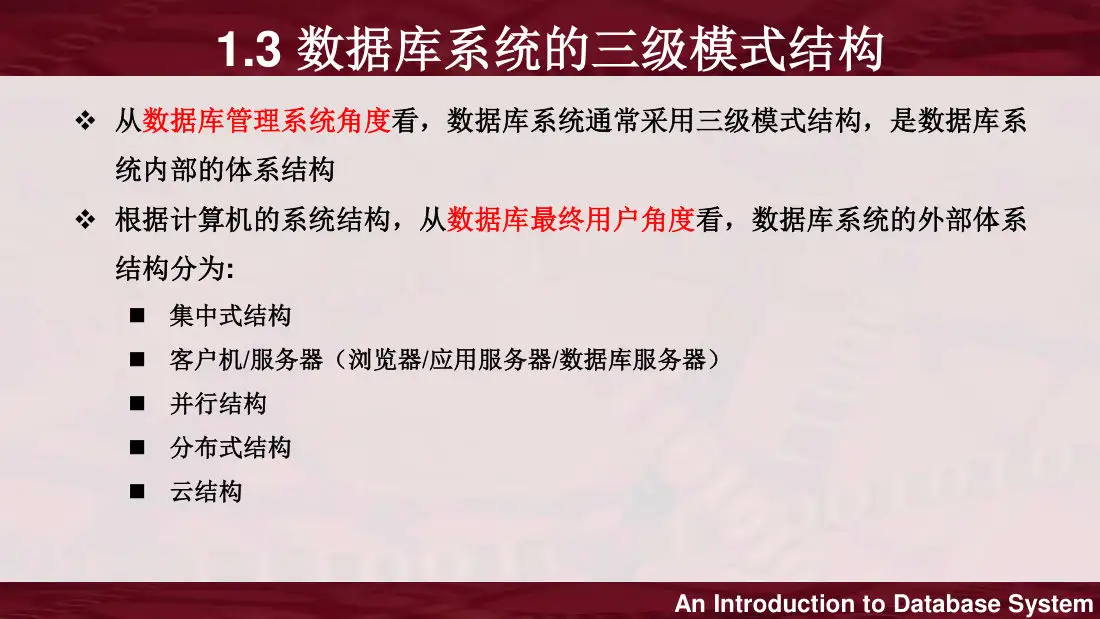 1.3 数据库系统的三级模式结构
❖ 从数据库管理系统角度看，数据库系统通常采用三级模式结构，是数据库系
统内部的体系结构
❖ 根据计算机的系统结构，从数据库最终用户角度看，数据库系统的外部体系
结构分为:
■ 集中式结构
■ 客户机/服务器（浏览器/应用服务器/数据库服务器）
■ 并行结构
■ 分布式结构
■ 云结构
An Introduction to Database System